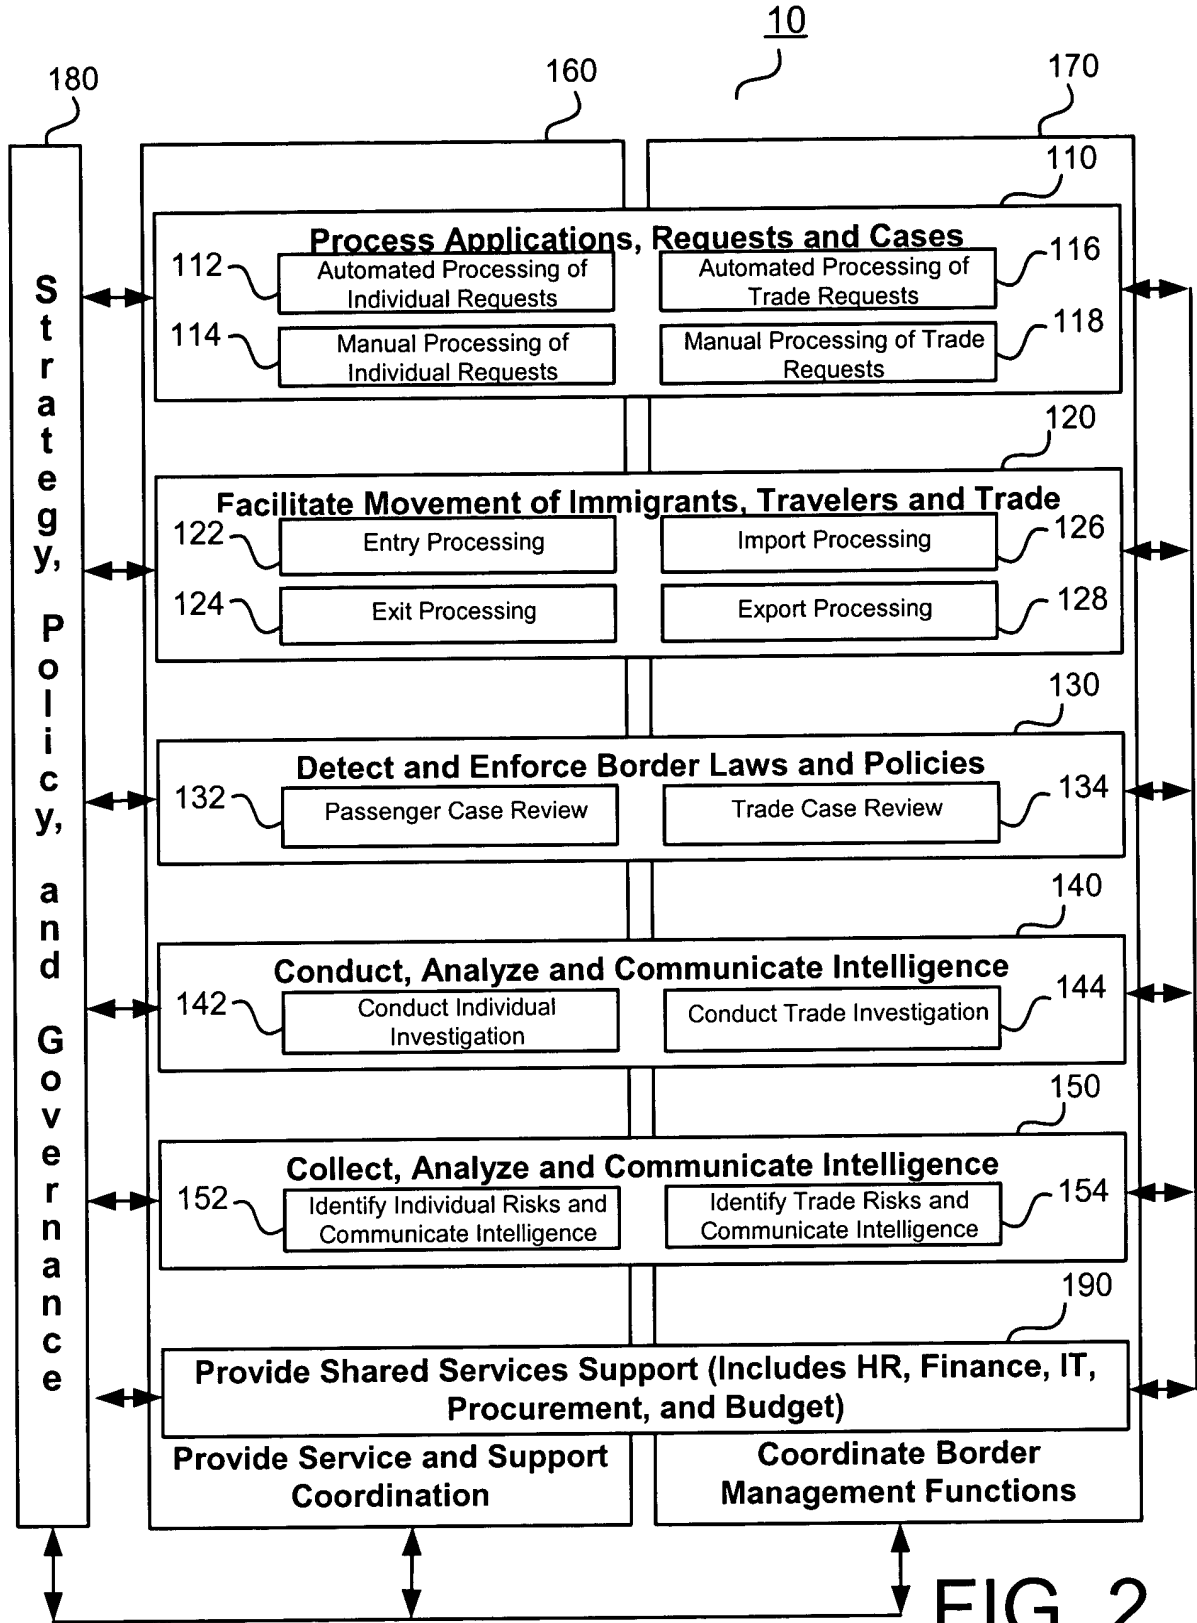 10
180
160
170
110
Process Applications, Requests and Cases
112
Automated Processing of
Individual Requests
Automated Processing of
Trade Requests
116
114
Manual Processing of
Individual Requests
Manual Processing of Trade
Requests
118
120
Facilitate Movement of Immigrants, Travelers and Trade
122
Entry Processing
Import Processing
126
124
Exit Processing
Export Processing
128
130
Detect and Enforce Border Laws and Policies
132
Passenger Case Review
Trade Case Review
134
140
Conduct, Analyze and Communicate Intelligence
142
Conduct Individual
Investigation
Conduct Trade Investigation
144
150
Collect, Analyze and Communicate Intelligence
152
Identify Individual Risks and
Communicate Intelligence
Identify Trade Risks and
Communicate Intelligence
154
190
Provide Shared Services Support (Includes HR, Finance, IT,
Procurement, and Budget)
Provide Service and Support
Coordination
Coordinate Border
Management Functions
Strategy, Policy, and Governance
FIG. 2